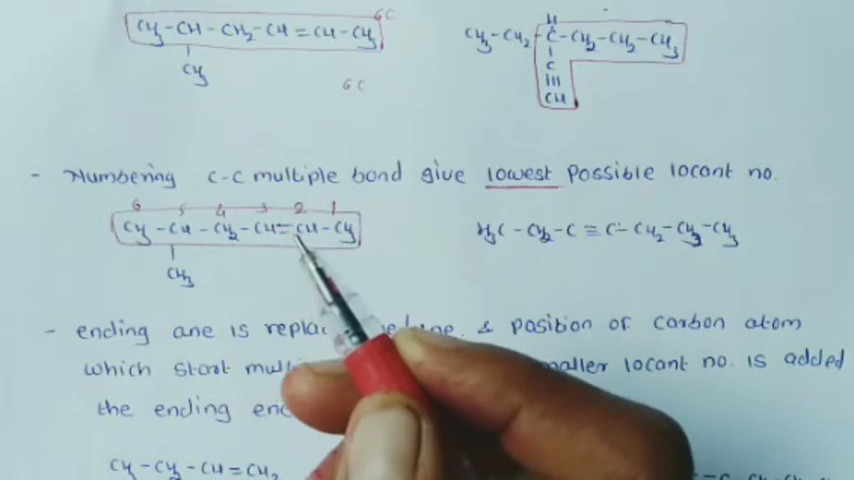 CH3-CH-CH2-CH=CH-CH3 6C
CH3
6C
H
CH3-CH2-C-CH2-CH2-CH3
C
|||
CH
- Numbering C-C multiple bond give lowest possible locant no.
6 5 4 3 2 1
CH3-CH-CH2-CH=CH-CH3
CH3
H3C-CH2-C≡C-CH2-CH2-CH3
- ending ane is & position of carbon atom
which start smaller locant no. is added
the ending
CH3-CH2-CH=CH2